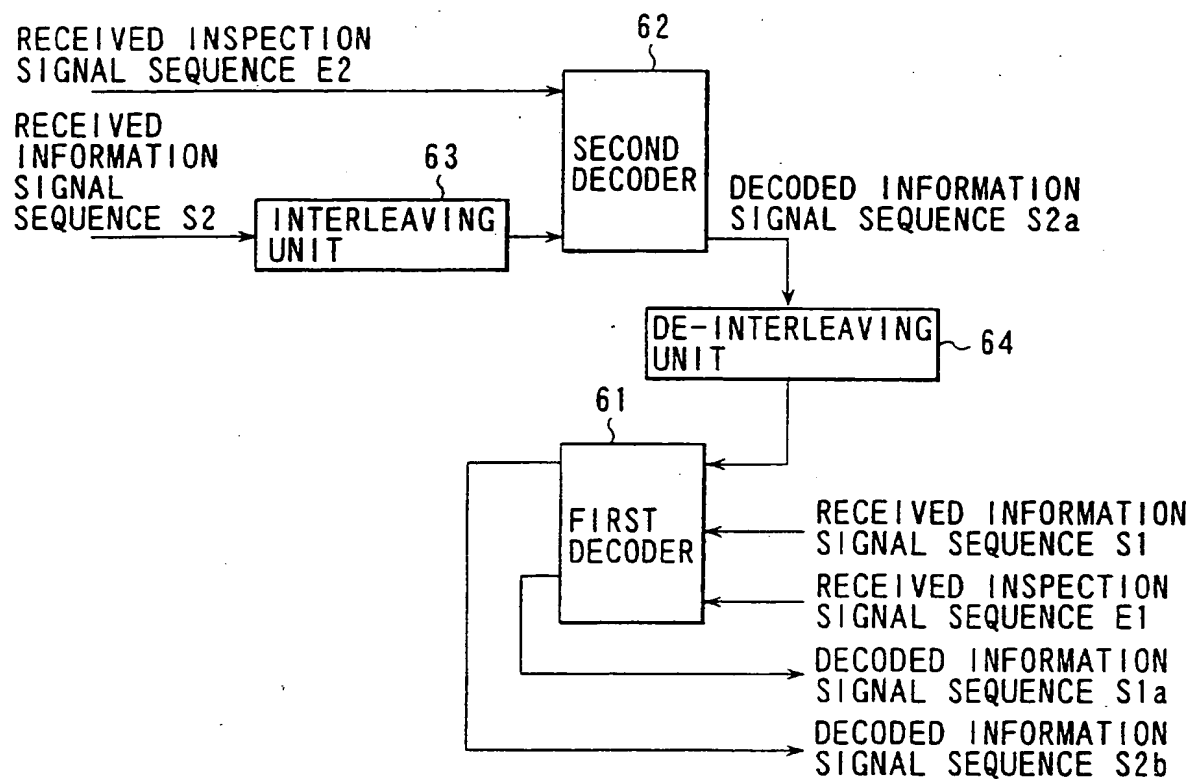 RECEIVED INSPECTION
SIGNAL SEQUENCE E2
62
RECEIVED
INFORMATION
SIGNAL
SEQUENCE S2
63
INTERLEAVING
UNIT
SECOND
DECODER
DECODED INFORMATION
SIGNAL SEQUENCE S2a
DE-INTERLEAVING
UNIT
64
61
FIRST
DECODER
RECEIVED INFORMATION
SIGNAL SEQUENCE S1
RECEIVED INSPECTION
SIGNAL SEQUENCE E1
DECODED INFORMATION
SIGNAL SEQUENCE S1a
DECODED INFORMATION
SIGNAL SEQUENCE S2b